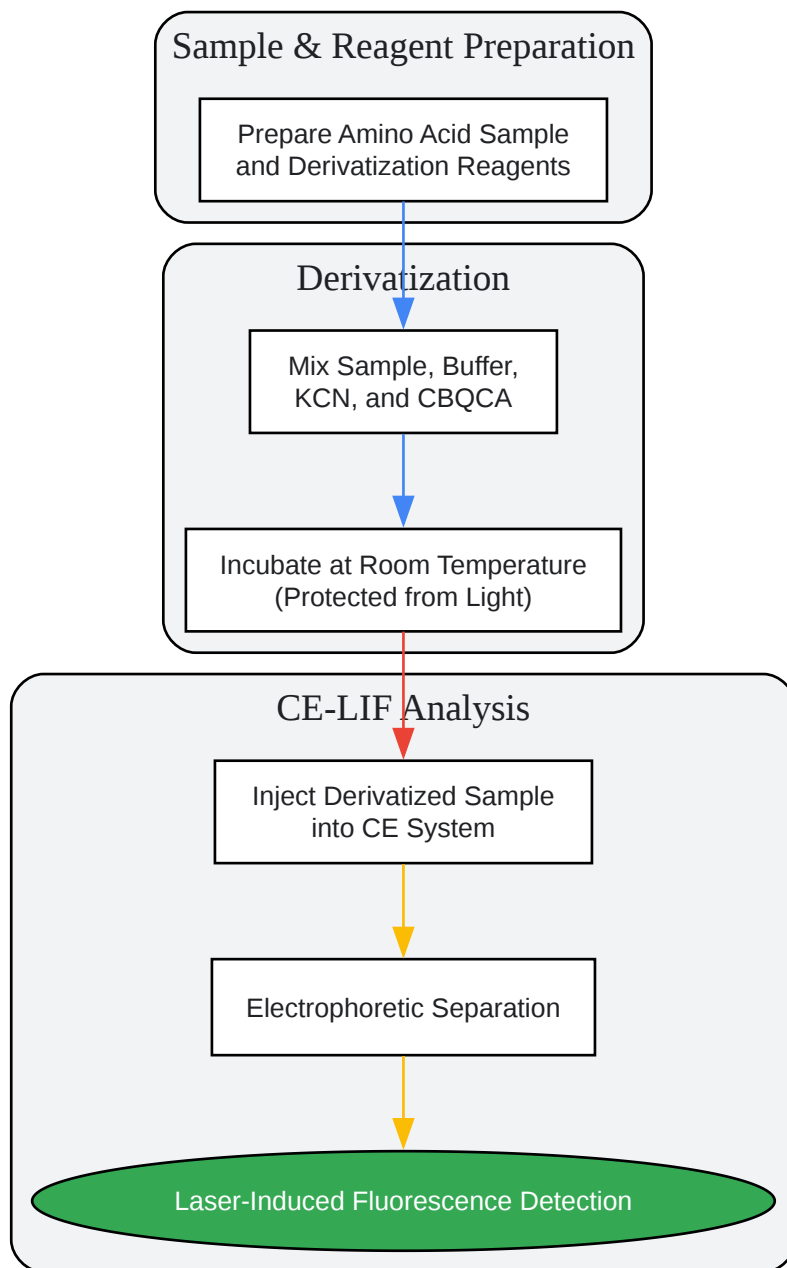 Sample & Reagent Preparation
Prepare Amino Acid Sample
and Derivatization Reagents
Derivatization
Mix Sample, Buffer,
KCN, and CBQCA
Incubate at Room Temperature
(Protected from Light)
CE-LIF Analysis
Inject Derivatized Sample
into CE System
Electrophoretic Separation
Laser-Induced Fluorescence Detection